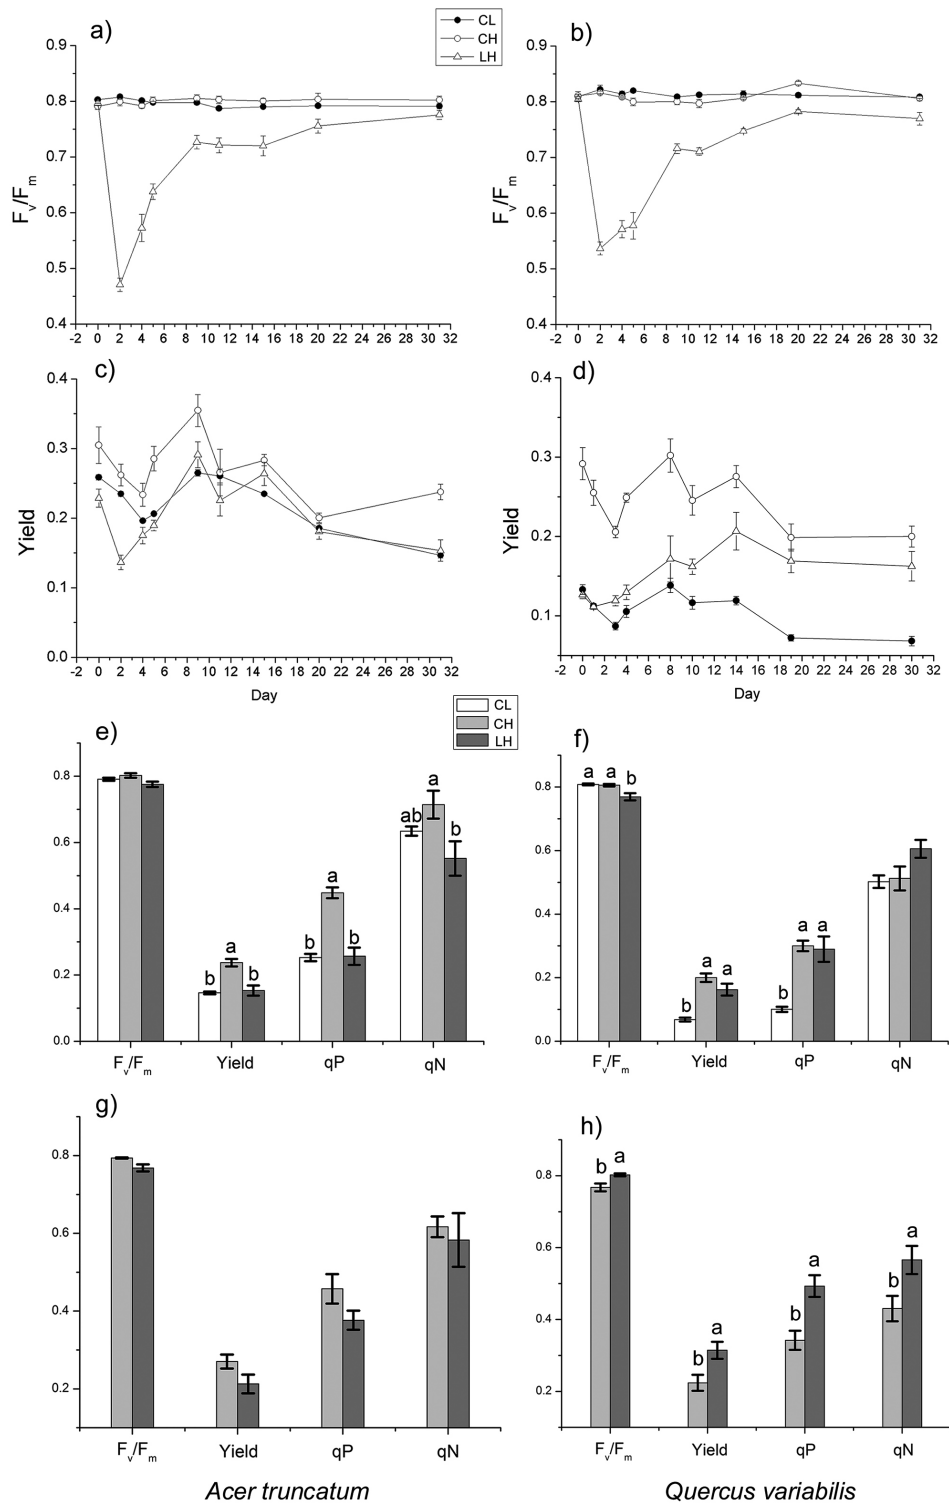 CL
CH
LH
a)
b)
0.9
0.8
0.7
0.6
0.5
0.4
Fv/Fm
-2 0 2 4 6 8 10 12 14 16 18 20 22 24 26 28 30 32
0.9
0.8
0.7
0.6
0.5
0.4
Fv/Fm
-2 0 2 4 6 8 10 12 14 16 18 20 22 24 26 28 30 32
c)
d)
0.4
0.3
0.2
0.1
0.0
Yield
-2 0 2 4 6 8 10 12 14 16 18 20 22 24 26 28 30 32
Day
0.4
0.3
0.2
0.1
Yield
-2 0 2 4 6 8 10 12 14 16 18 20 22 24 26 28 30 32
Day
CL
CH
LH
e)
0.8
0.6
0.4
0.2
0.0
b a b
b a b
ab a b
Fv/Fm Yield qP qN
f)
0.8
0.6
0.4
0.2
0.0
a a b
b a a
b a a
Fv/Fm Yield qP qN
g)
0.8
0.6
0.4
0.2
Fv/Fm Yield qP qN
h)
0.8
0.6
0.4
0.2
b a
b a
b a
b a
Fv/Fm Yield qP qN
Acer truncatum
Quercus variabilis